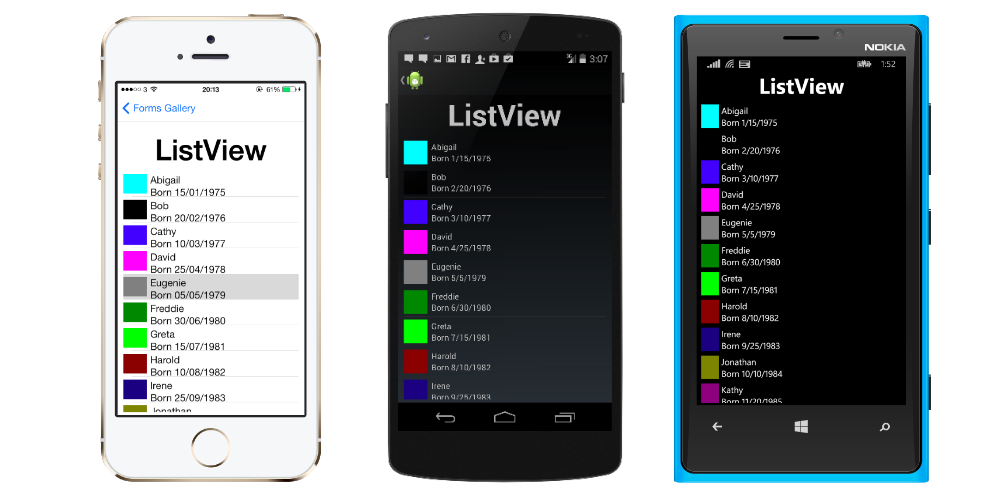 3 20:13 61%
Forms Gallery
ListView
Abigail
Born 15/01/1975
Bob
Born 20/02/1976
Cathy
Born 10/03/1977
David
Born 25/04/1978
Eugenie
Born 05/05/1979
Freddie
Born 30/06/1980
Greta
Born 15/07/1981
Harold
Born 10/08/1982
Irene
Born 25/09/1983
Jonathan
3G 3:07
ListView
Abigail
Born 1/15/1975
Bob
Born 2/20/1976
Cathy
Born 3/10/1977
David
Born 4/25/1978
Eugenie
Born 5/5/1979
Freddie
Born 6/30/1980
Greta
Born 7/15/1981
Harold
Born 8/10/1982
Irene
Born 9/25/1983
NOKIA
1:52
ListView
Abigail
Born 1/15/1975
Bob
Born 2/20/1976
Cathy
Born 3/10/1977
David
Born 4/25/1978
Eugenie
Born 5/5/1979
Freddie
Born 6/30/1980
Greta
Born 7/15/1981
Harold
Born 8/10/1982
Irene
Born 9/25/1983
Jonathan
Born 10/10/1984
Kathy
Born 11/20/1985